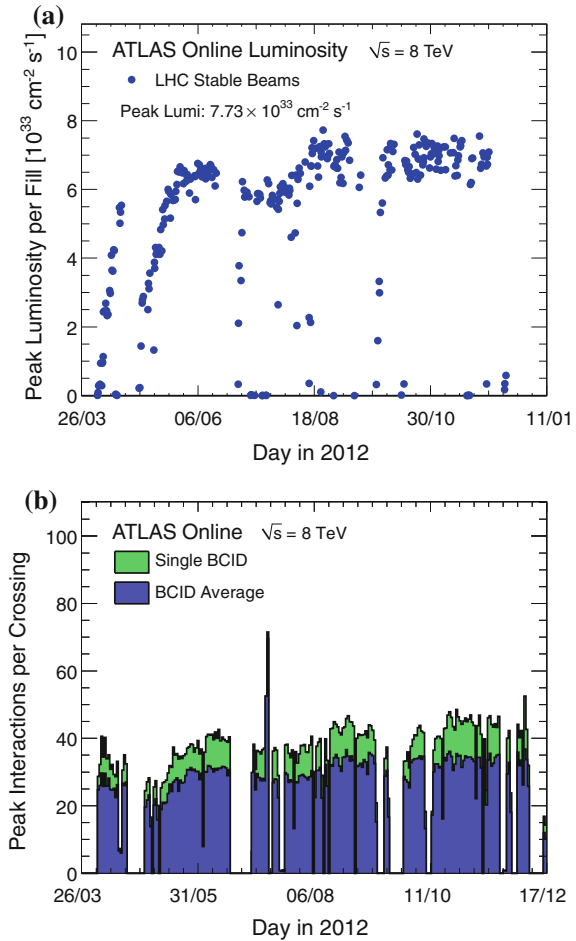 (a)
ATLAS Online Luminosity √s = 8 TeV
LHC Stable Beams
Peak Lumi: 7.73 × 10³³ cm⁻² s⁻¹
Peak Luminosity per Fill [10³³ cm⁻² s⁻¹]
10
8
6
4
2
0
26/03 06/06 18/08 30/10 11/01
Day in 2012
(b)
ATLAS Online √s = 8 TeV
Single BCID
BCID Average
Peak Interactions per Crossing
100
80
60
40
20
0
26/03 31/05 06/08 11/10 17/12
Day in 2012